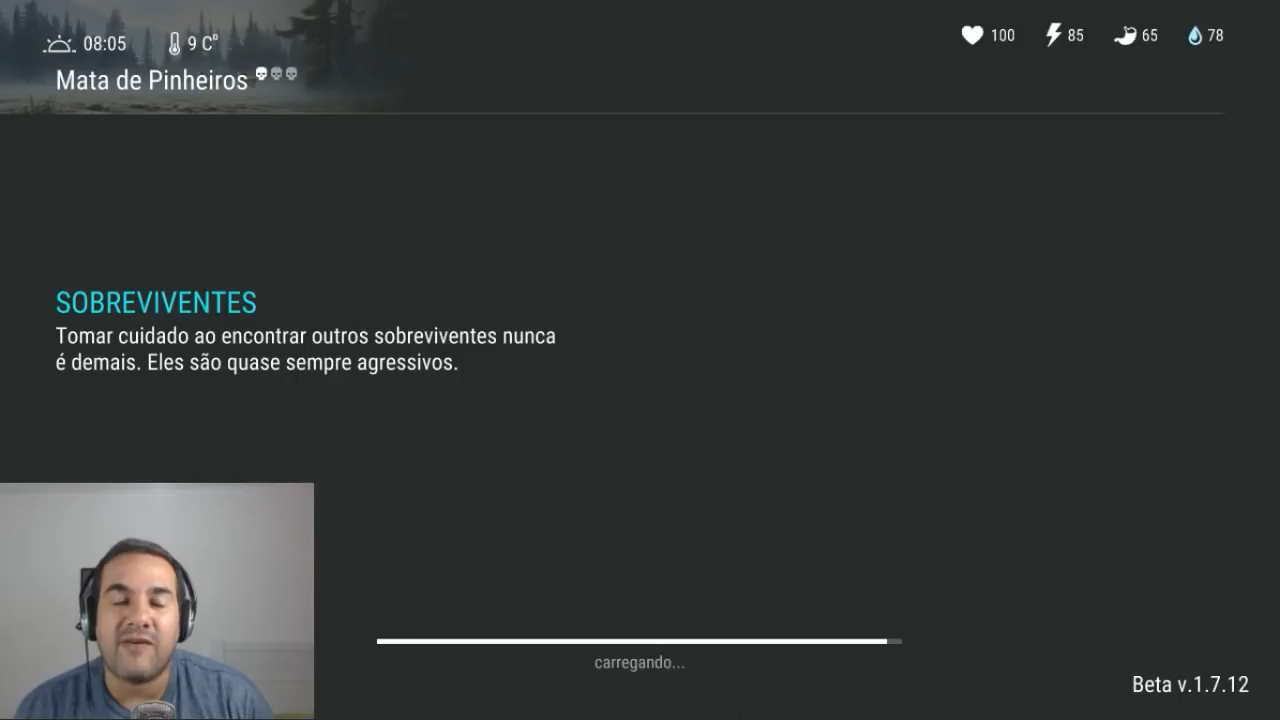 08:05 9 Cº
100 85 65 78
Mata de Pinheiros
SOBREVIVENTES
Tomar cuidado ao encontrar outros sobreviventes nunca
é demais. Eles são quase sempre agressivos.
carregando...
Beta v.1.7.12